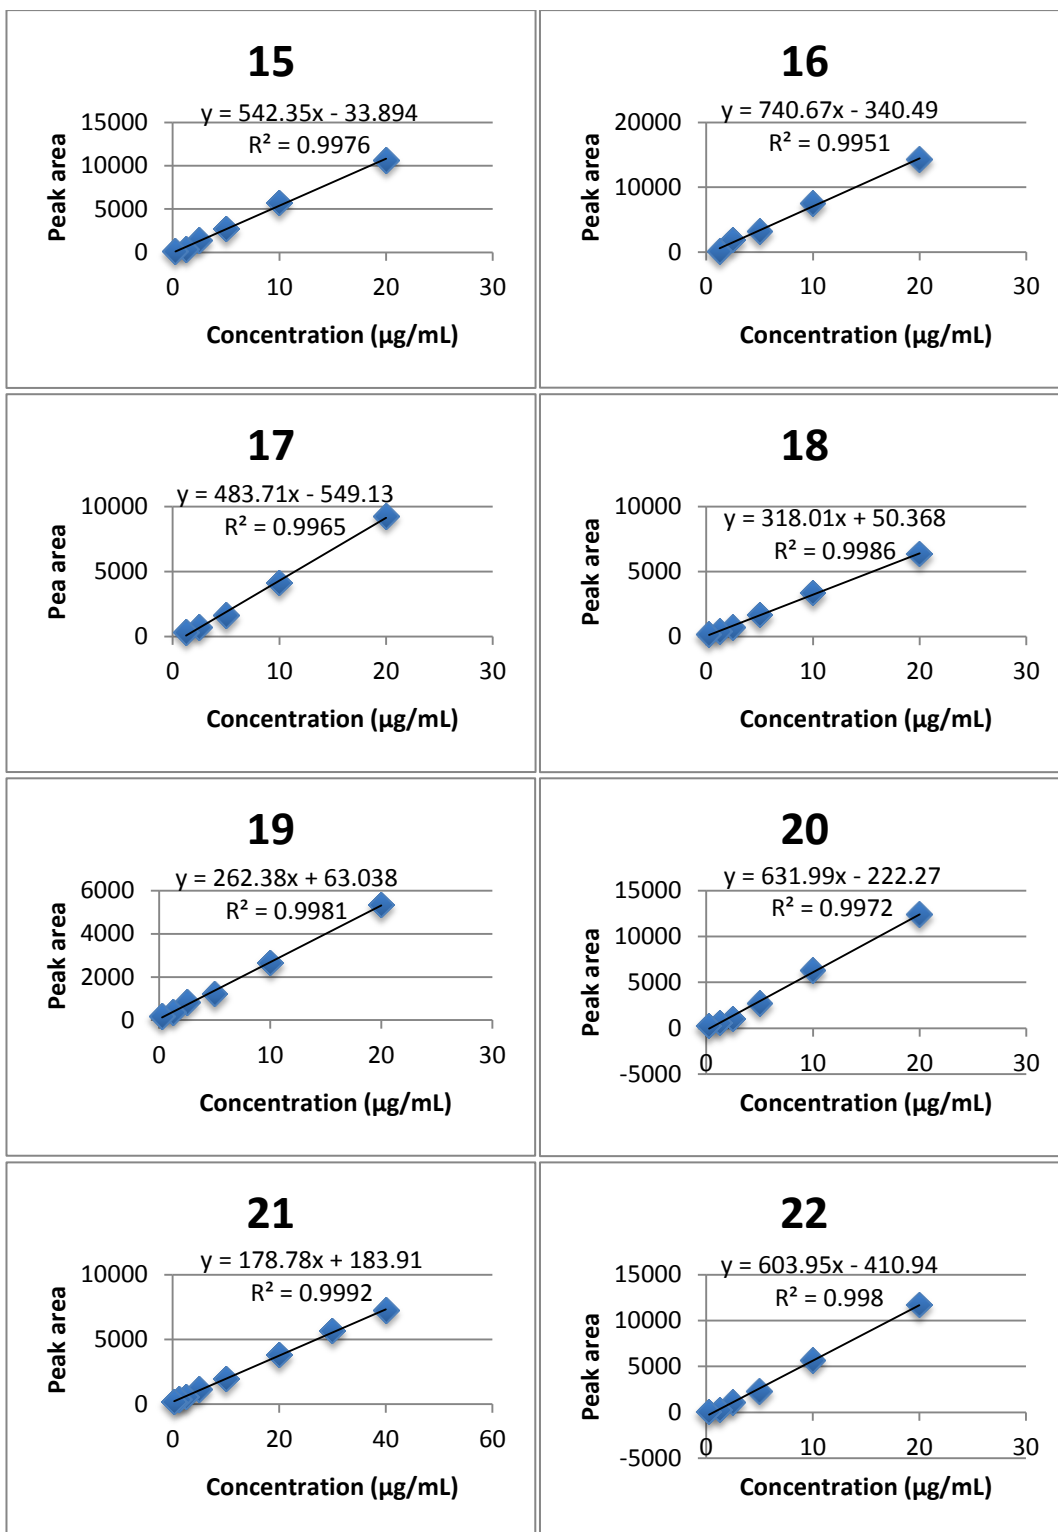 15
y = 542.35x - 33.894
R² = 0.9976
15000
10000
5000
0
0 10 20 30
Peak area
Concentration (µg/mL)
16
y = 740.67x - 340.49
R² = 0.9951
20000
10000
0
0 10 20 30
Peak area
Concentration (µg/mL)
17
y = 483.71x - 549.13
R² = 0.9965
10000
5000
0
0 10 20 30
Pea area
Concentration (µg/mL)
18
y = 318.01x + 50.368
R² = 0.9986
10000
5000
0
0 10 20 30
Peak area
Concentration (µg/mL)
19
y = 262.38x + 63.038
R² = 0.9981
6000
4000
2000
0
0 10 20 30
Peak area
Concentration (µg/mL)
20
y = 631.99x - 222.27
R² = 0.9972
15000
10000
5000
0
-5000
0 10 20 30
Peak area
Concentration (µg/mL)
21
y = 178.78x + 183.91
R² = 0.9992
10000
5000
0
0 20 40 60
Peak area
Concentration (µg/mL)
22
y = 603.95x - 410.94
R² = 0.998
15000
10000
5000
0
-5000
0 10 20 30
Peak area
Concentration (µg/mL)